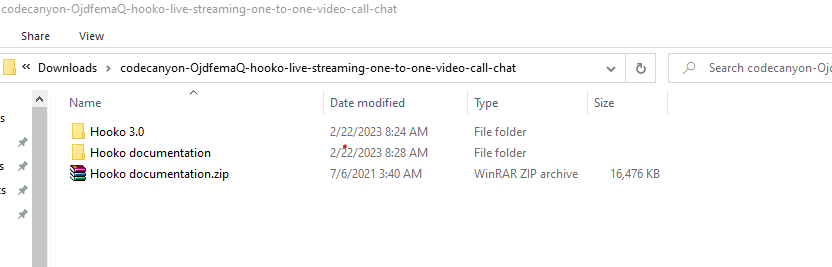 codecanyon-OjdfemaQ-hooko-live-streaming-one-to-one-video-call-chat
Share View
« Downloads > codecanyon-OjdfemaQ-hooko-live-streaming-one-to-one-video-call-chat Search codecanyon-Ojd
Name Date modified Type Size
Hooko 3.0 2/22/2023 8:24 AM File folder
Hooko documentation 2/22/2023 8:28 AM File folder
Hooko documentation.zip 7/6/2021 3:40 AM WinRAR ZIP archive 16,476 KB